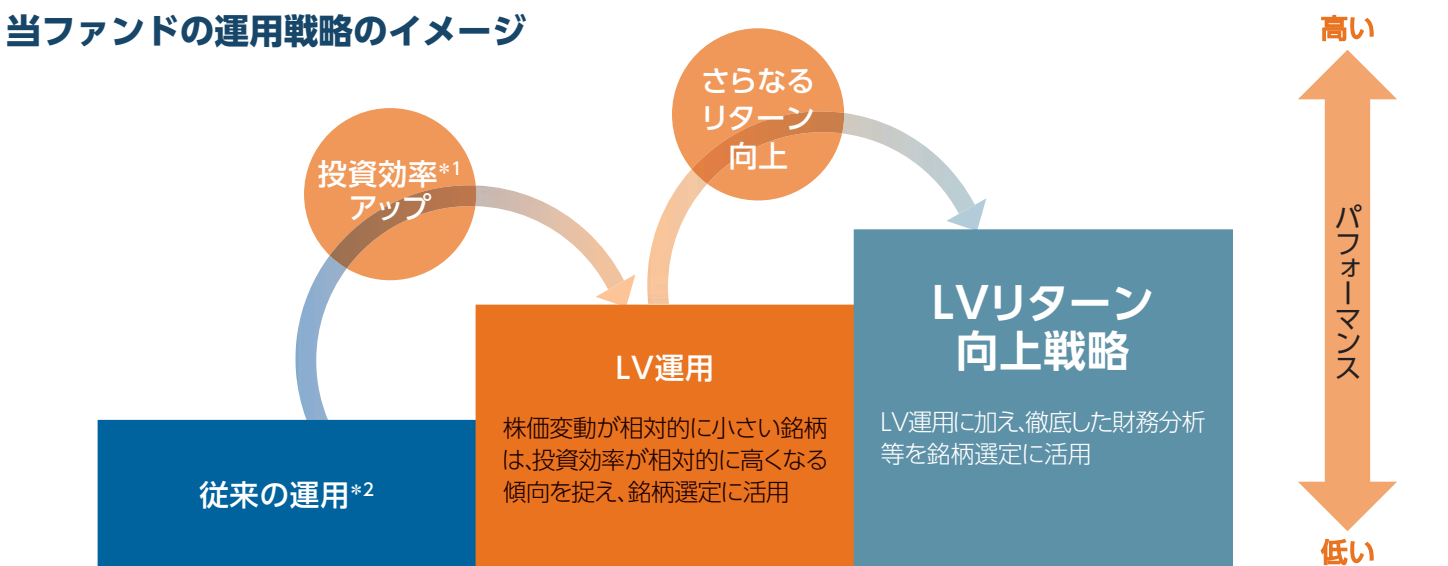 当ファンドの運用戦略のイメージ
投資効率*1
アップ
さらなる
リターン
向上
従来の運用*2
LV運用
株価変動が相対的に小さい銘柄
は、投資効率が相対的に高くなる
傾向を捉え、銘柄選定に活用
LVリターン
向上戦略
LV運用に加え、徹底した財務分析
等を銘柄選定に活用
高い
パフォーマンス
低い